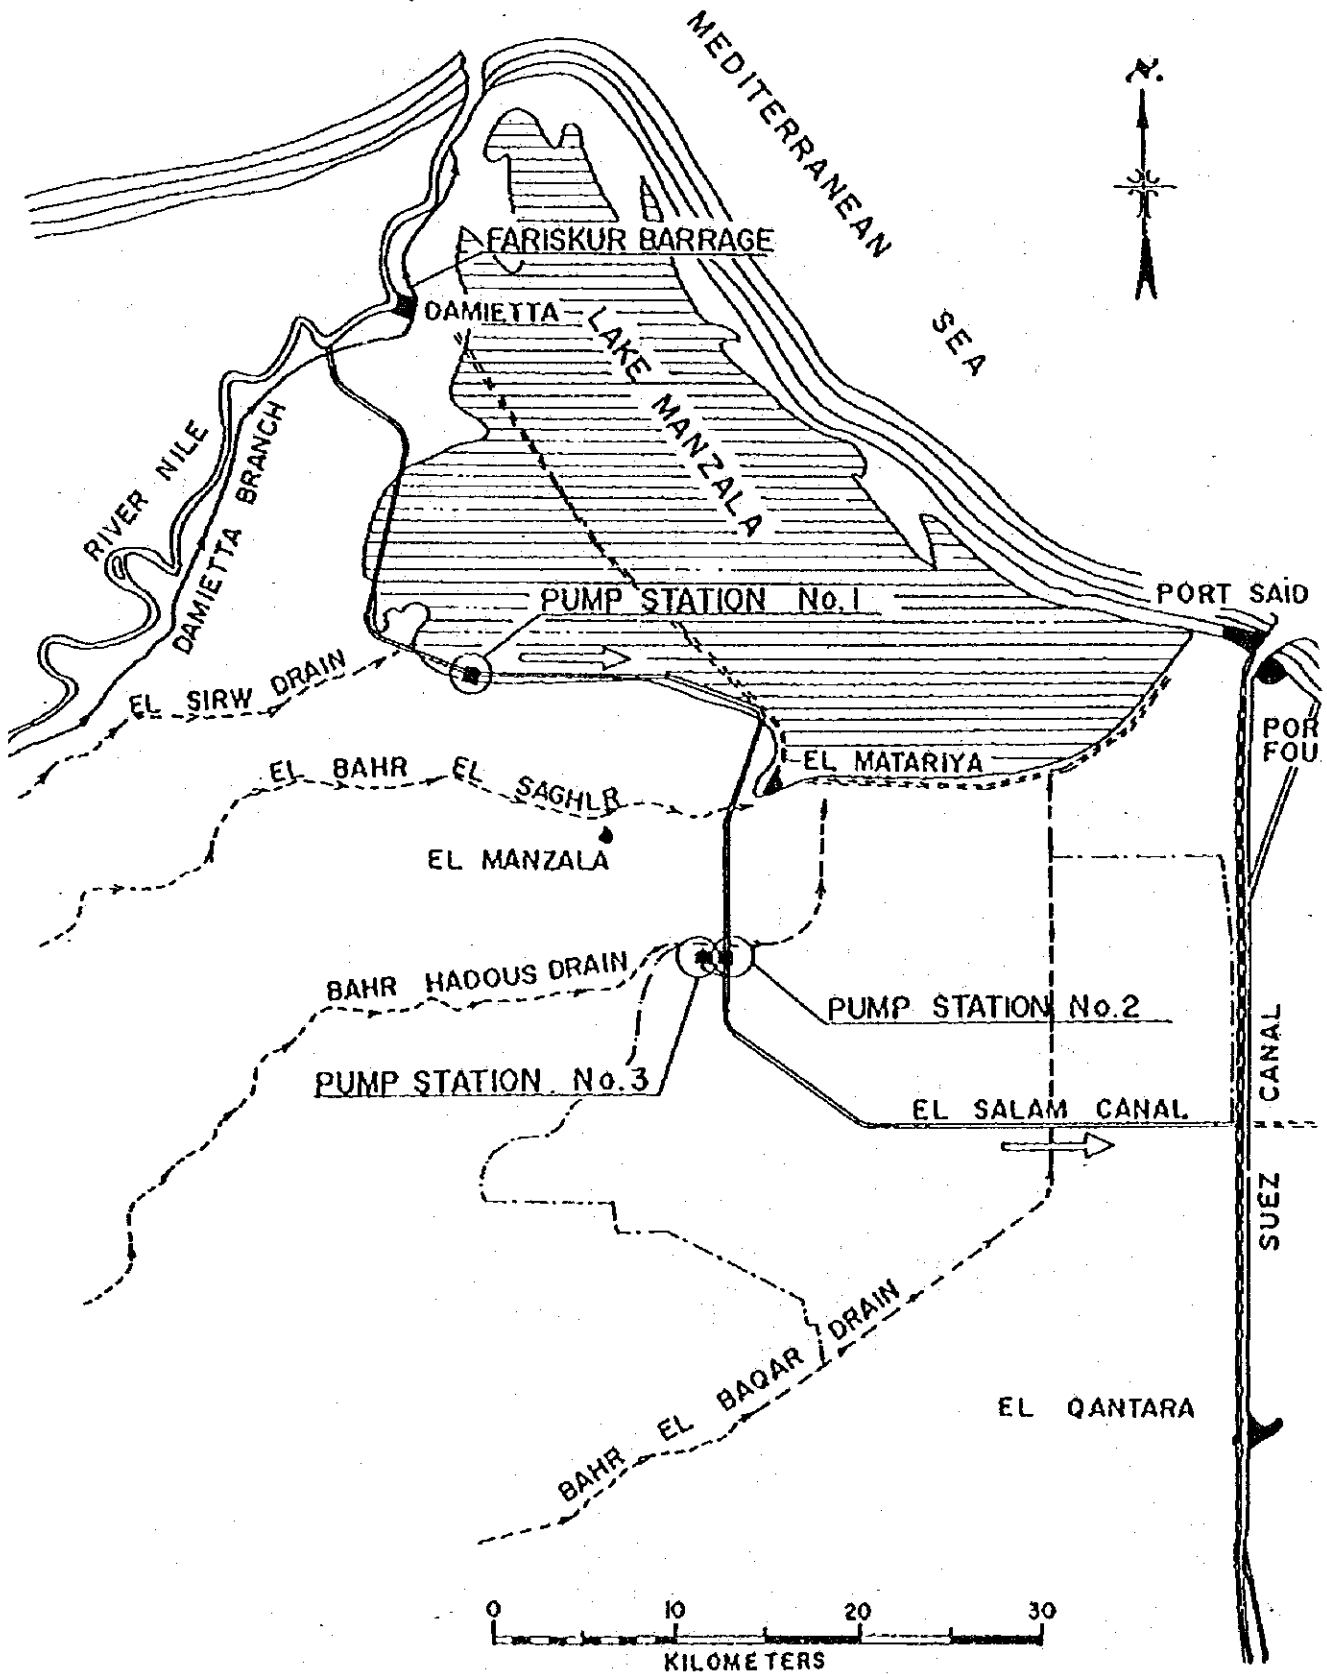 MEDITERRANEAN
SEA
N.
FARISKUR BARRAGE
DAMIETTA
LAKE MANZALA
RIVER NILE
DAMIETTA BRANCH
PUMP STATION No.1
PORT SAID
EL SIRW DRAIN
POR
FOU
EL MATARIYA
EL BAHR EL SAGHIR
EL MANZALA
BAHR HADOUS DRAIN
PUMP STATION No.2
PUMP STATION. No.3
EL SALAM CANAL
SUEZ CANAL
BAHR EL BAQAR DRAIN
EL QANTARA
0 10 20 30
KILOMETERS